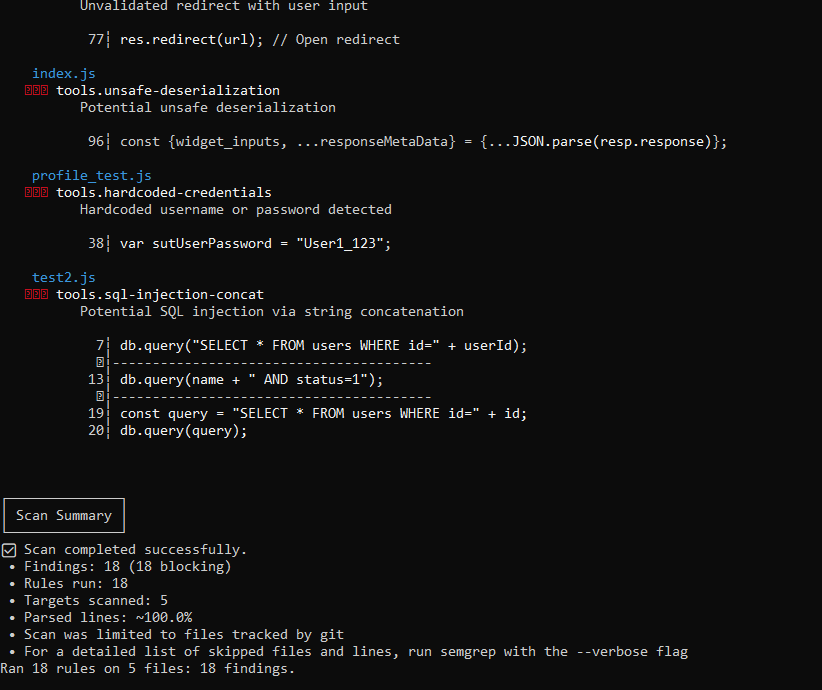 Unvalidated redirect with user input
77┆ res.redirect(url); // Open redirect
index.js
tools.unsafe-deserialization
Potential unsafe deserialization
96┆ const {widget_inputs, ...responseMetaData} = {...JSON.parse(resp.response)};
profile_test.js
tools.hardcoded-credentials
Hardcoded username or password detected
38┆ var sutUserPassword = "User1_123";
test2.js
tools.sql-injection-concat
Potential SQL injection via string concatenation
7┆ db.query("SELECT * FROM users WHERE id=" + userId);
┆----------------------------------------
13┆ db.query(name + " AND status=1");
┆----------------------------------------
19┆ const query = "SELECT * FROM users WHERE id=" + id;
20┆ db.query(query);
Scan Summary
Scan completed successfully.
• Findings: 18 (18 blocking)
• Rules run: 18
• Targets scanned: 5
• Parsed lines: ~100.0%
• Scan was limited to files tracked by git
• For a detailed list of skipped files and lines, run semgrep with the --verbose flag
Ran 18 rules on 5 files: 18 findings.